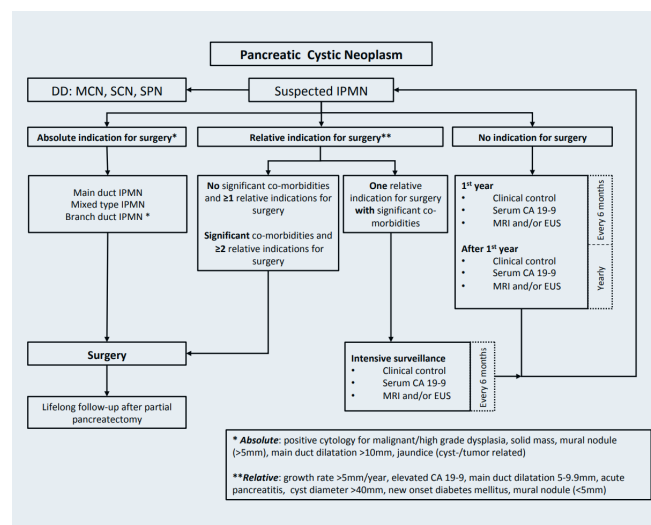 Pancreatic Cystic Neoplasm
DD: MCN, SCN, SPN
Suspected IPMN
Absolute indication for surgery*
Relative indication for surgery**
No indication for surgery
Main duct IPMN
Mixed type IPMN
Branch duct IPMN *
No significant co-morbidities
and ≥1 relative indications for
surgery
Significant co-morbidities and
≥2 relative indications for
surgery
One relative
indication for surgery
with significant co-
morbidities
1st year
• Clinical control
• Serum CA 19-9
• MRI and/or EUS
After 1st year
• Clinical control
• Serum CA 19-9
• MRI and/or EUS
Every 6 months
Yearly
Surgery
Intensive surveillance
• Clinical control
• Serum CA 19-9
• MRI and/or EUS
Every 6 months
Lifelong follow-up after partial
pancreatectomy
* Absolute: positive cytology for malignant/high grade dysplasia, solid mass, mural nodule
(>5mm), main duct dilatation >10mm, jaundice (cyst-/tumor related)
**Relative: growth rate >5mm/year, elevated CA 19-9, main duct dilatation 5-9.9mm, acute
pancreatitis, cyst diameter >40mm, new onset diabetes mellitus, mural nodule (<5mm)